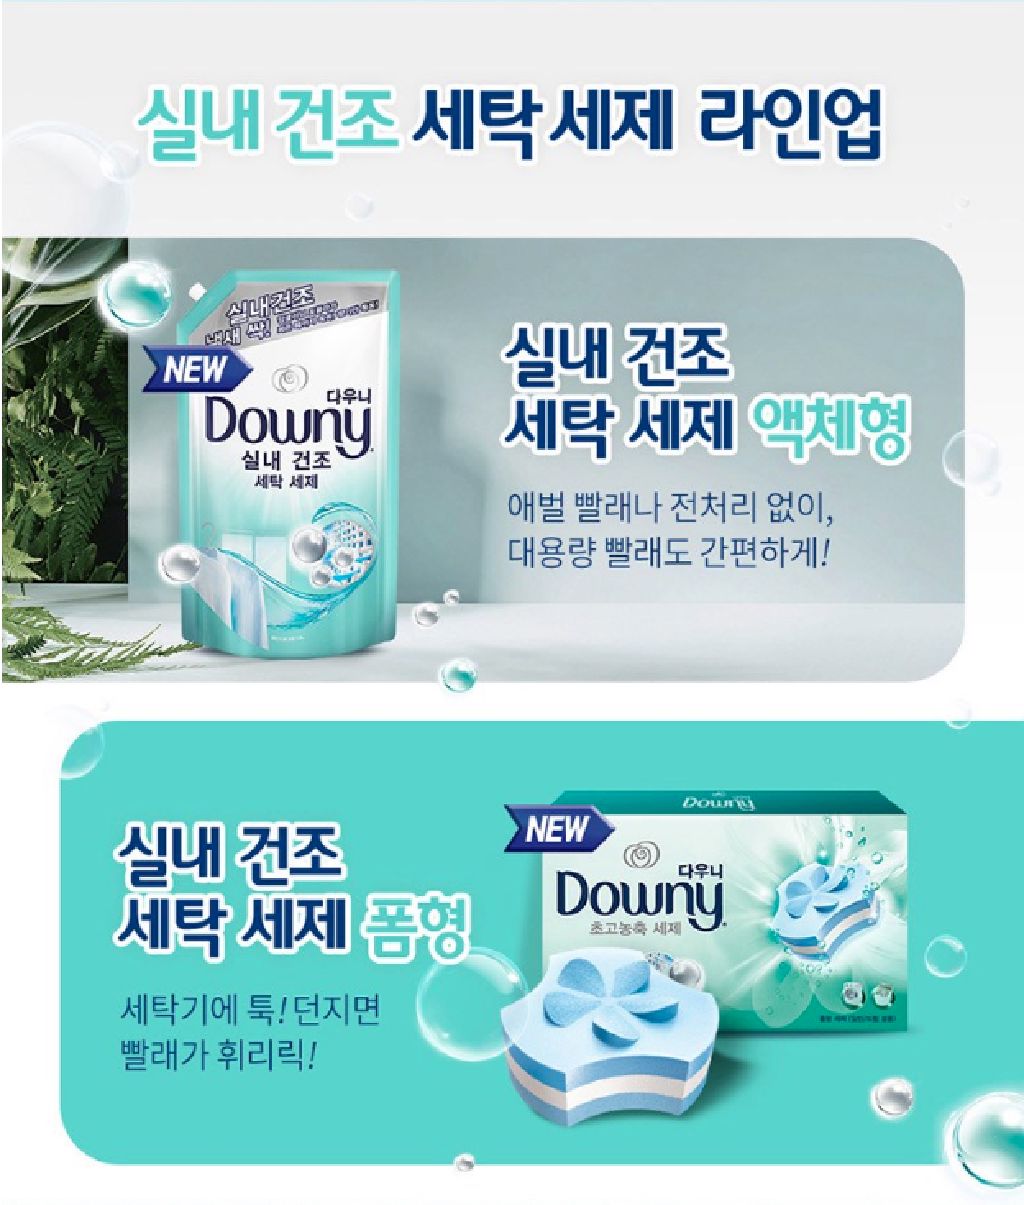 실내 건조 세탁 세제 라인업
실내건조
냄새 싹!
NEW
다우니
Downy
실내 건조
세탁 세제
실내 건조
세탁 세제 액체형
애벌 빨래나 전처리 없이,
대용량 빨래도 간편하게!
실내 건조
세탁 세제 폼형
세탁기에 툭! 던지면
빨래가 휘리릭!
Downy
NEW
다우니
Downy
초고농축 세제